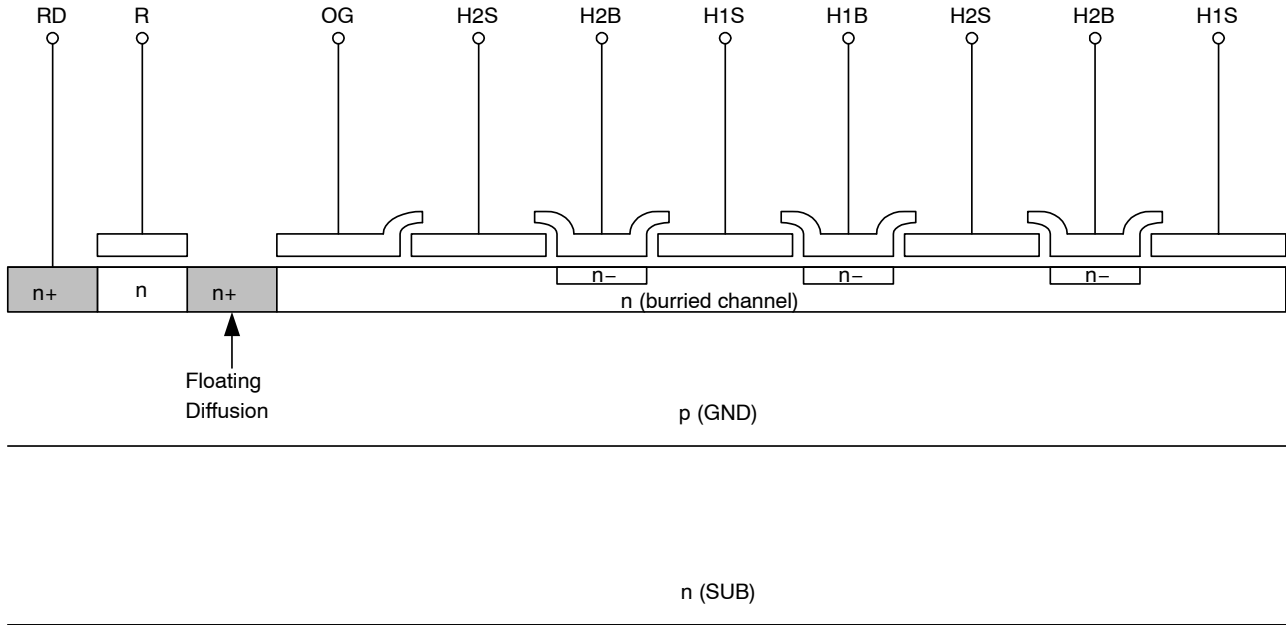 RD R OG H2S H2B H1S H1B H2S H2B H1S
n+ n n+ n− n− n−
n (burried channel)
Floating
Diffusion
p (GND)
n (SUB)